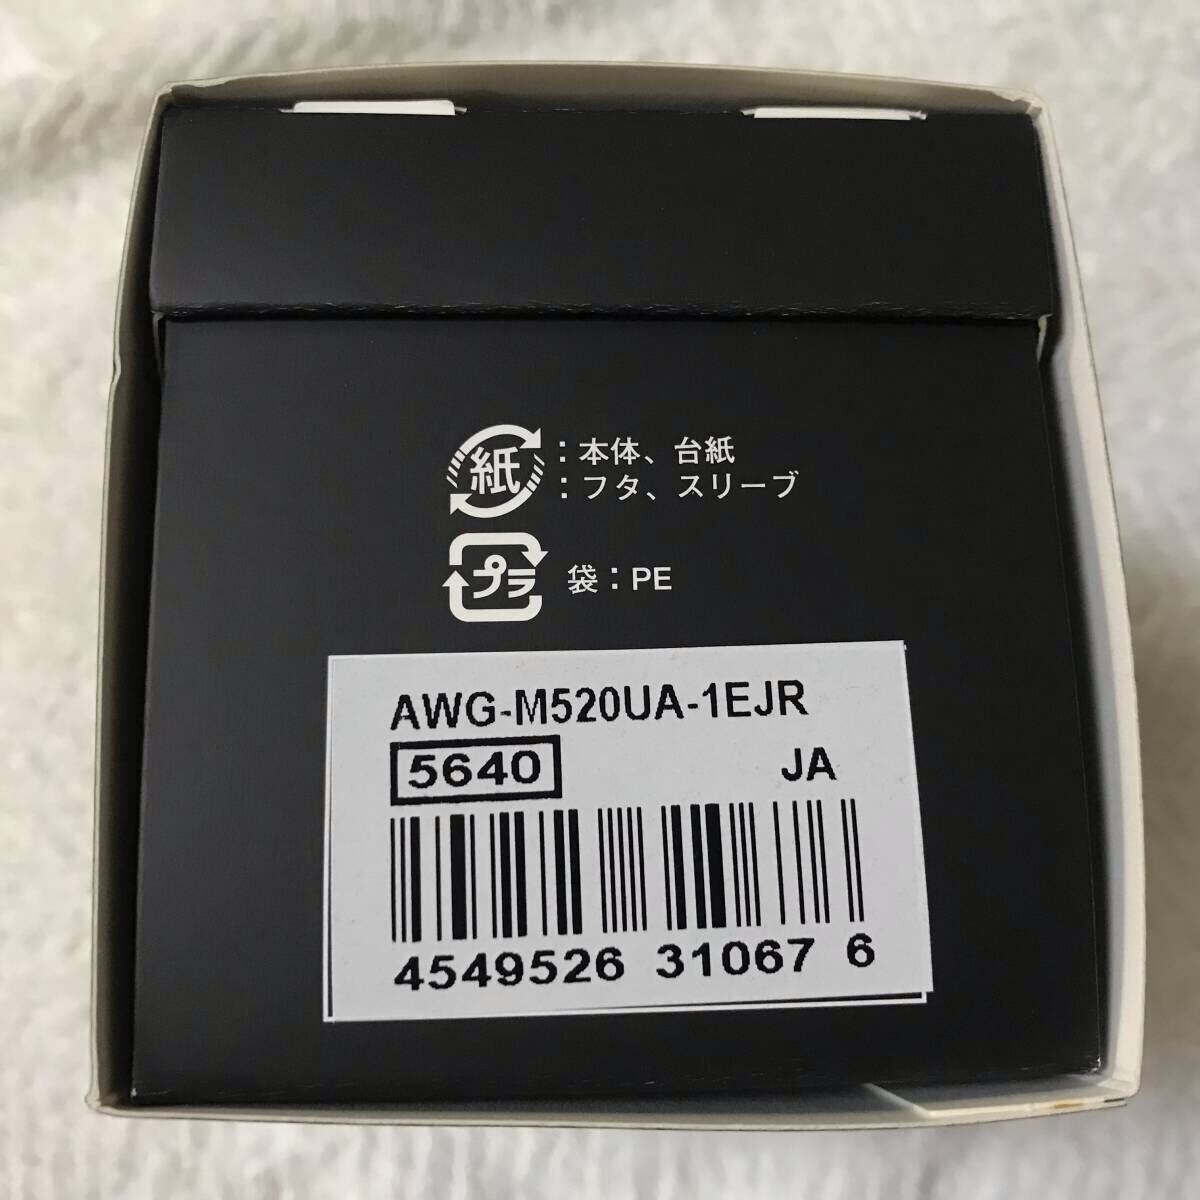 紙：本体、台紙
：フタ、スリーブ
プラ 袋：PE
AWG-M520UA-1EJR
5640 JA
4549526 31067 6